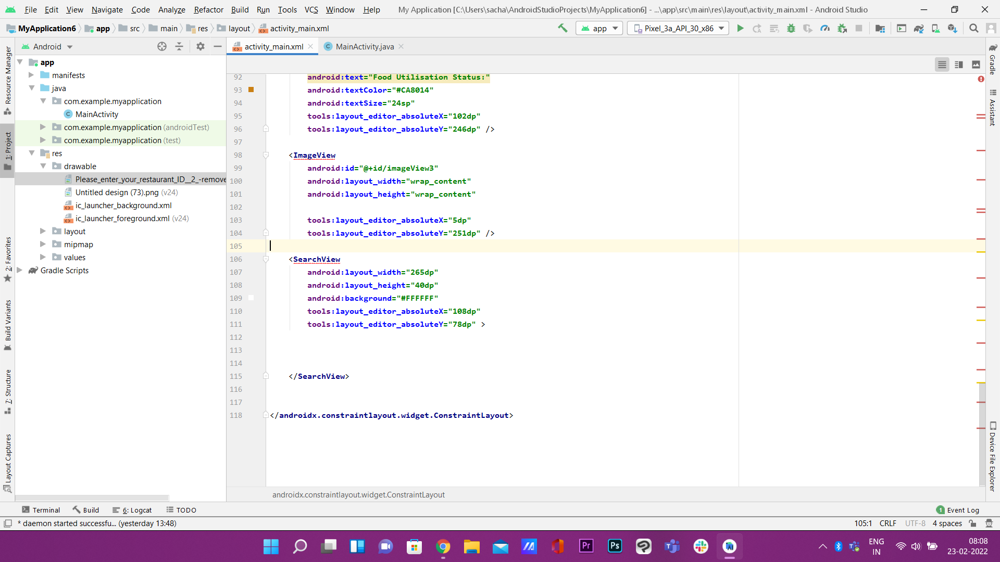 File Edit View Navigate Code Analyze Refactor Build Run Tools VCS Window Help My Application [C:\Users\sacha\AndroidStudioProjects\MyApplication6] - ...\app\src\main\res\layout\activity_main.xml - Android Studio
MyApplication6 app src main res layout activity_main.xml app Pixel_3a_API_30_x86
Android activity_main.xml MainActivity.java
app
manifests
java
com.example.myapplication
MainActivity
com.example.myapplication (androidTest)
com.example.myapplication (test)
res
drawable
Please_enter_your_restaurant_ID__2_-remove
Untitled design (73).png (v24)
ic_launcher_background.xml
ic_launcher_foreground.xml (v24)
layout
mipmap
values
Gradle Scripts
Resource Manager
1: Project
2: Favorites
Build Variants
7: Structure
Layout Captures
92 android:text="Food Utilisation Status:"
93 android:textColor="#CA8014"
94 android:textSize="24sp"
95 tools:layout_editor_absoluteX="102dp"
96 tools:layout_editor_absoluteY="246dp" />
97
98 <ImageView
99 android:id="@+id/imageView3"
100 android:layout_width="wrap_content"
101 android:layout_height="wrap_content"
102
103 tools:layout_editor_absoluteX="5dp"
104 tools:layout_editor_absoluteY="251dp" />
105
106 <SearchView
107 android:layout_width="265dp"
108 android:layout_height="40dp"
109 android:background="#FFFFFF"
110 tools:layout_editor_absoluteX="108dp"
111 tools:layout_editor_absoluteY="78dp" >
112
113
114
115 </SearchView>
116
117
118 </androidx.constraintlayout.widget.ConstraintLayout>
androidx.constraintlayout.widget.ConstraintLayout
Gradle
Assistant
Device File Explorer
Terminal Build 6: Logcat TODO 1 Event Log
* daemon started successfu... (yesterday 13:48) 105:1 CRLF UTF-8 4 spaces
Pr Ps ENG 08:08
IN 23-02-2022